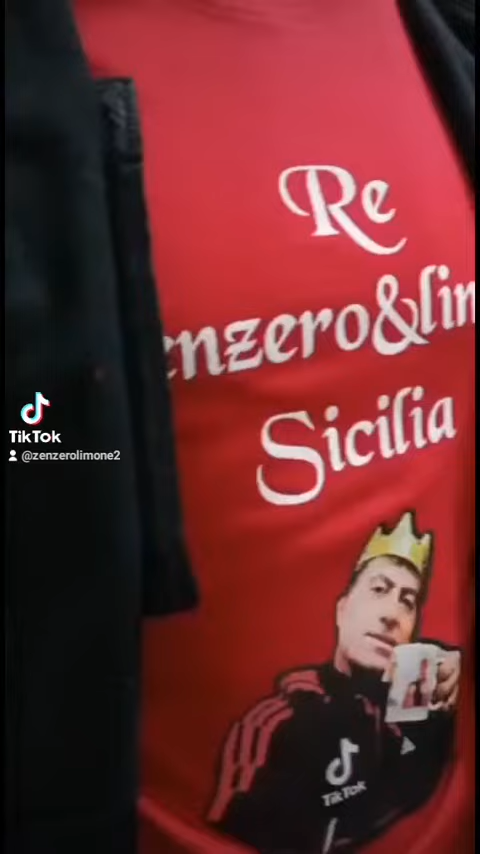 Re
enzero&lim
Sicilia
TikTok
@zenzerolimone2
TikTok